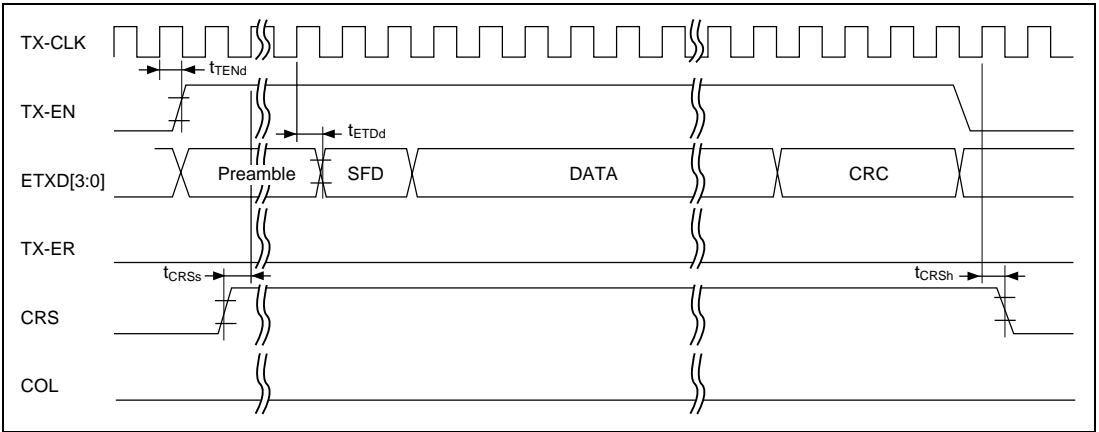 TX-CLK
tTENd
TX-EN
tETDd
ETXD[3:0]
Preamble SFD DATA CRC
TX-ER
tCRSs tCRSh
CRS
COL